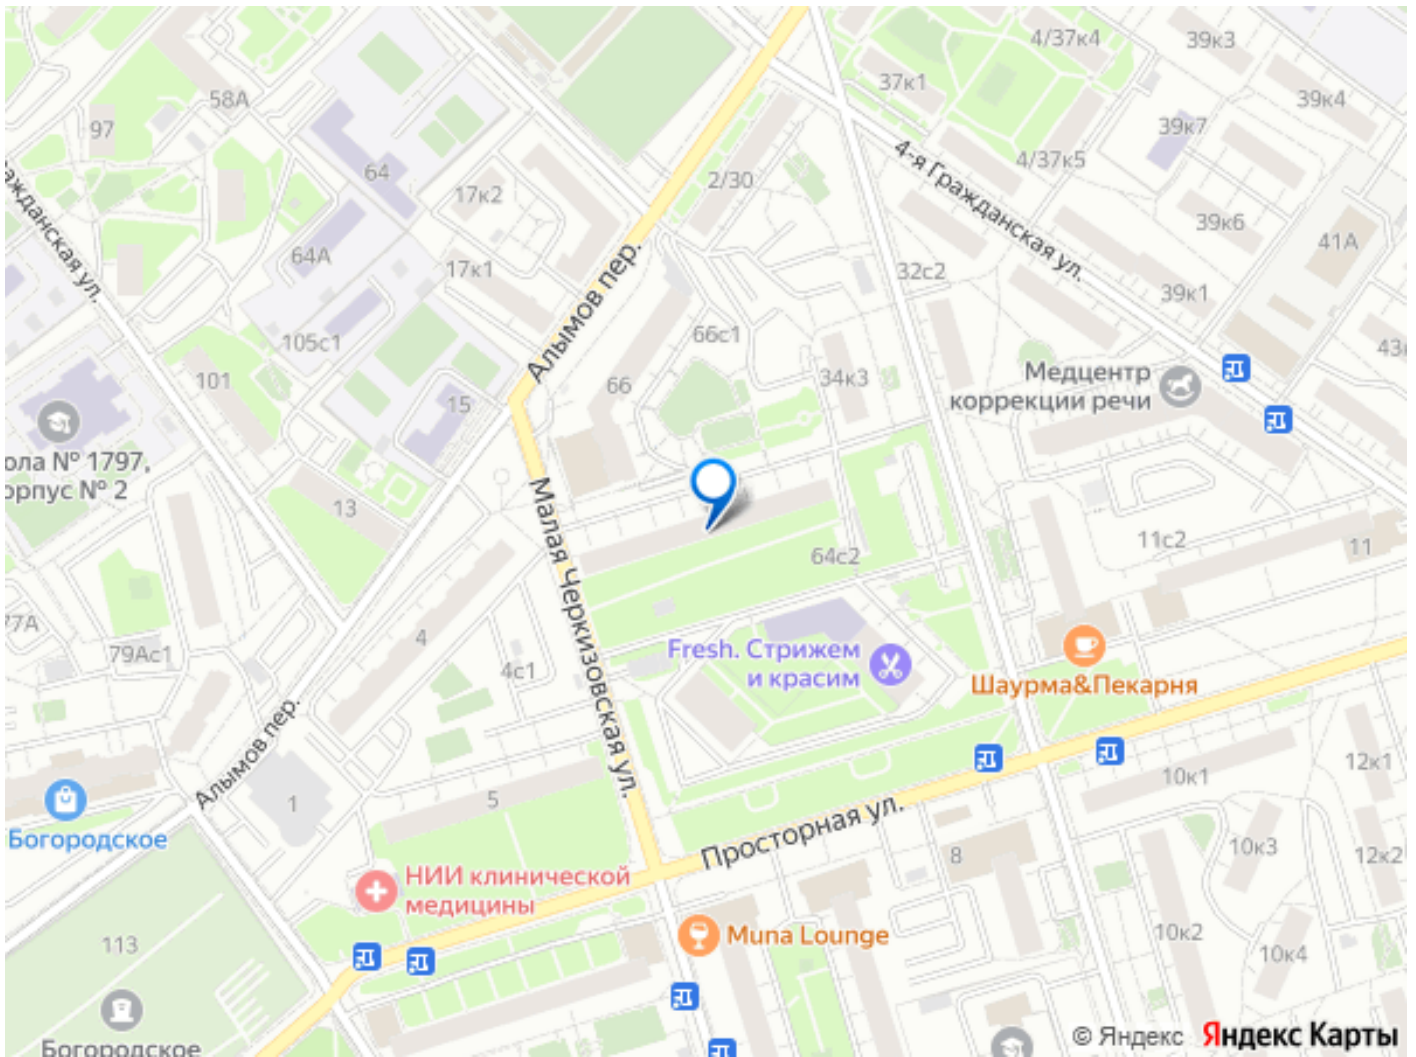 4/37к4
39к3
58А
37к1
39к4
97
39к7
64
2/30
4-я Гражданская ул.
4/37к5
17к2
39к6
41А
64А
17к1
Алымов пер.
32с2
39к1
105с1
66с1
43
101
66
34к3
Медцентр
коррекции речи
15
ола № 1797,
орпус № 2
13
Малая Черкизовская ул.
11с2
11
64с2
77А
79Ас1
4
4с1
Fresh. Стрижем
и красим
Шаурма&Пекарня
Алымов пер.
1
5
10к1
12к1
Богородское
Просторная ул.
8
10к3
12к2
НИИ клинической
медицины
113
Muna Lounge
10к2
10к4
Богородское
© Яндекс Яндекс Карты